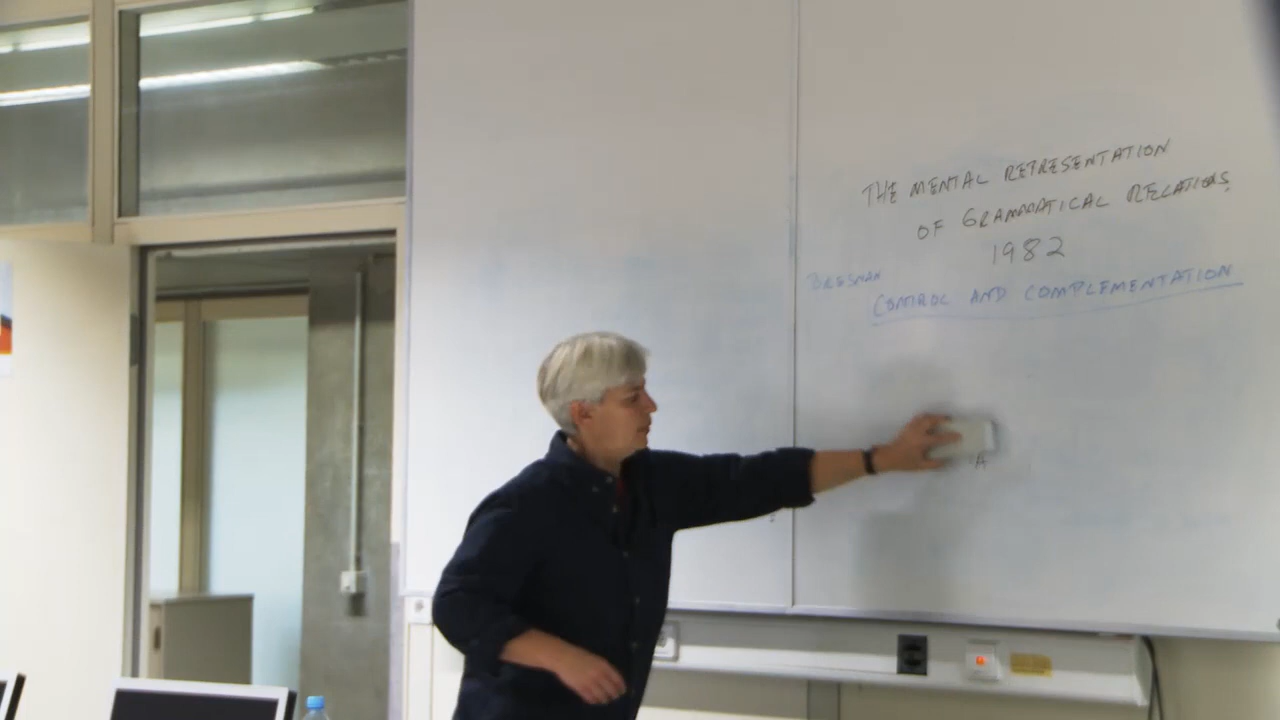 THE MENTAL REPRESENTATION
OF GRAMMATICAL RELATIONS,
1982
BRESNAN
CONTROL AND COMPLEMENTATION
A